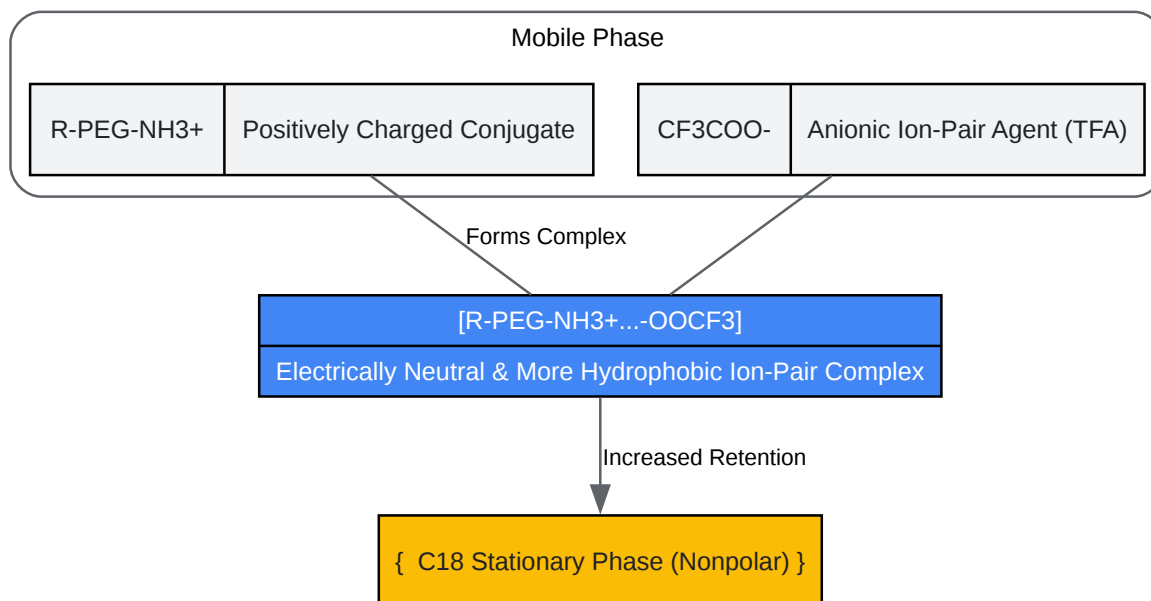 Mobile Phase
R-PEG-NH3+
Positively Charged Conjugate
CF3COO-
Anionic Ion-Pair Agent (TFA)
Forms Complex
[R-PEG-NH3+...-OOCF3]
Electrically Neutral & More Hydrophobic Ion-Pair Complex
Increased Retention
{ C18 Stationary Phase (Nonpolar) }